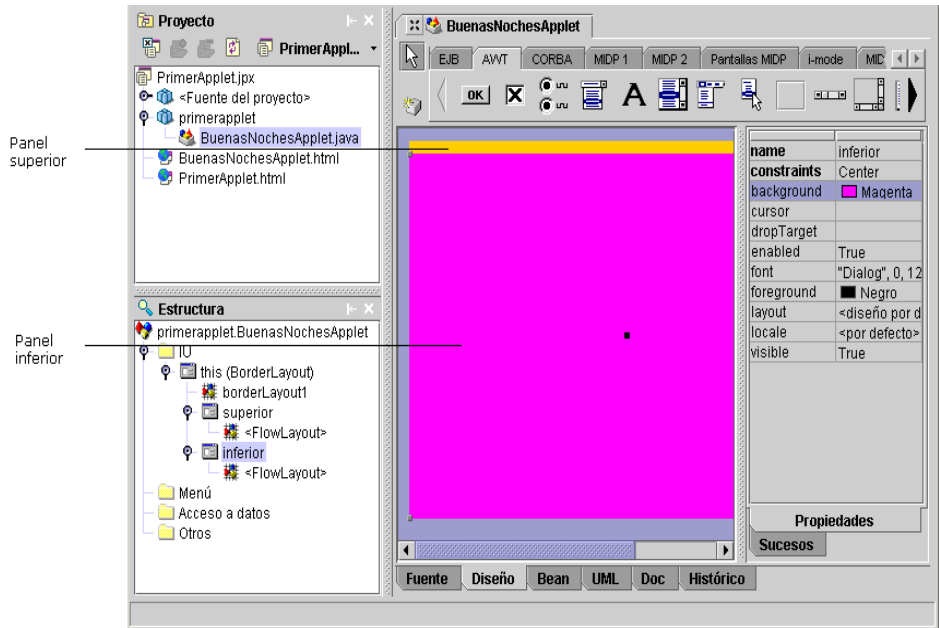 Proyecto
PrimerAppl...
PrimerApplet.jpx
<Fuente del proyecto>
primerapplet
BuenasNochesApplet.java
BuenasNochesApplet.html
PrimerApplet.html
Panel
superior
Estructura
primerapplet.BuenasNochesApplet
IU
this (BorderLayout)
borderLayout1
superior
<FlowLayout>
inferior
<FlowLayout>
Menú
Acceso a datos
Otros
Panel
inferior
BuenasNochesApplet
EJB AWT CORBA MIDP 1 MIDP 2 Pantallas MIDP i-mode MID
OK A
name inferior
constraints Center
background Magenta
cursor
dropTarget
enabled True
font "Dialog", 0, 12
foreground Negro
layout <diseño por d
locale <por defecto>
visible True
Propiedades
Sucesos
Fuente Diseño Bean UML Doc Histórico